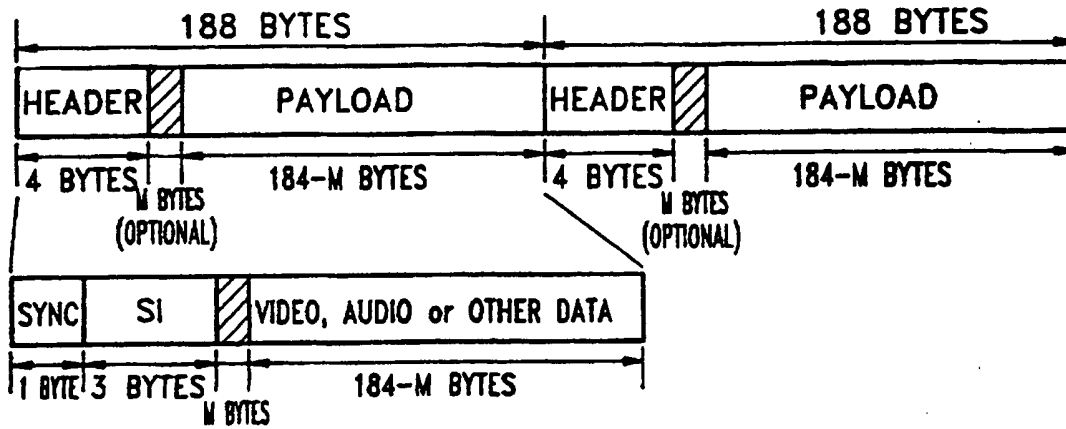 188 BYTES 188 BYTES
HEADER PAYLOAD HEADER PAYLOAD
4 BYTES 184-M BYTES 4 BYTES 184-M BYTES
M BYTES M BYTES
(OPTIONAL) (OPTIONAL)
SYNC SI VIDEO, AUDIO or OTHER DATA
1 BYTE 3 BYTES 184-M BYTES
M BYTES